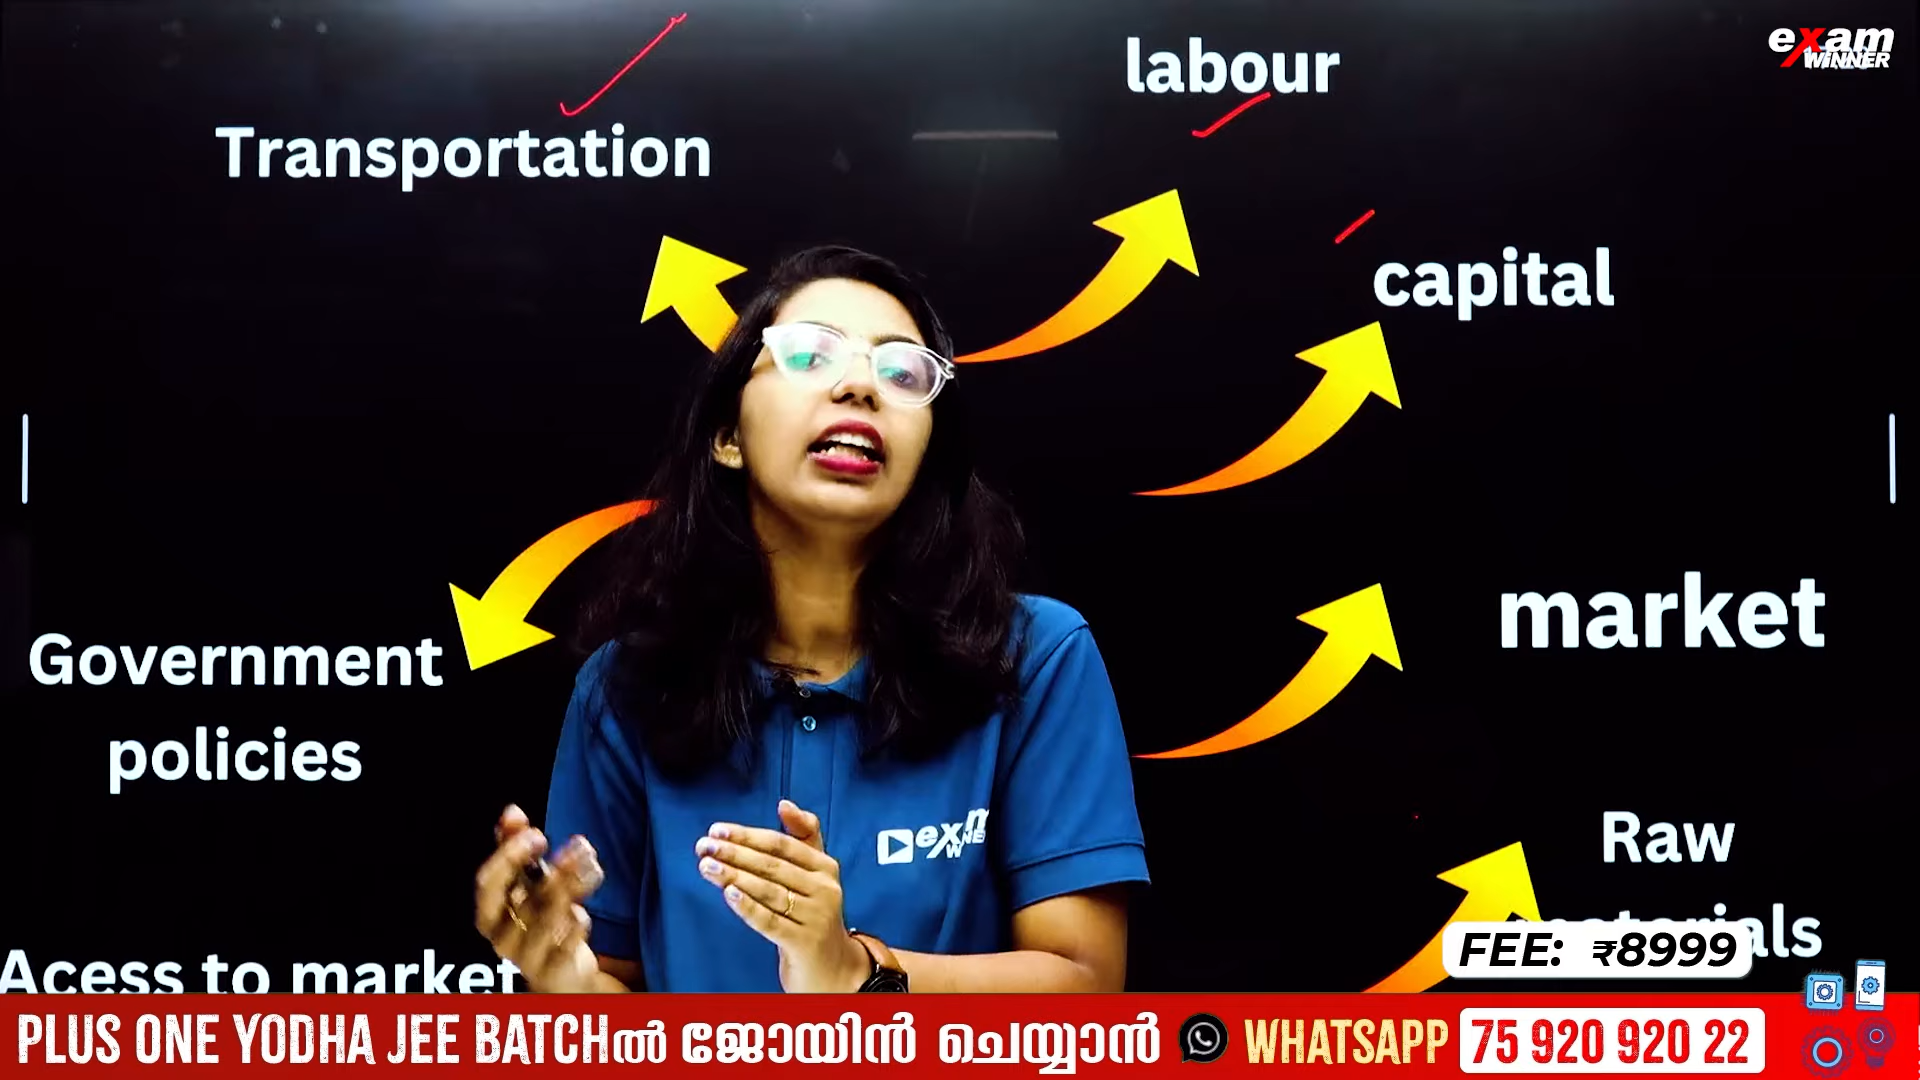 exam
WINNER
labour
Transportation
capital
market
Government
policies
Raw
Acess to market
FEE: ₹8999
PLUS ONE YODHA JEE BATCHൽ ജോയിൻ ചെയ്യാൻ WHATSAPP 75 920 920 22